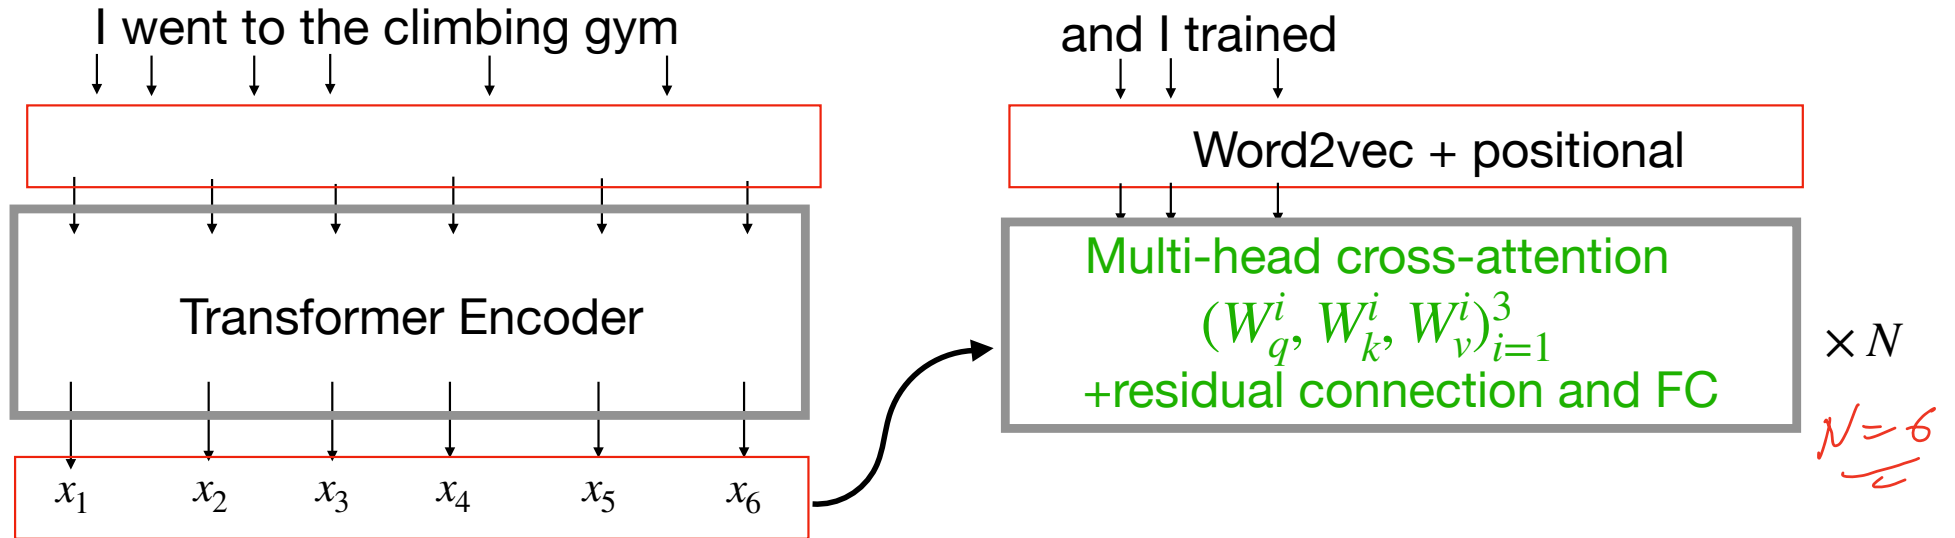 I went to the climbing gym
Transformer Encoder
x₁ x₂ x₃ x₄ x₅ x₆
and I trained
Word2vec + positional
Multi-head cross-attention
(W_q^i, W_k^i, W_v^i)_{i=1}^3
+residual connection and FC
× N
N = 6